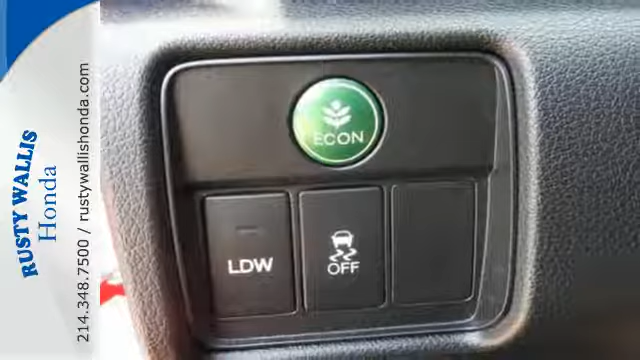 RUSTY WALLIS
Honda
214.348.7500 / rustywallishonda.com
ECON
LDW
OFF